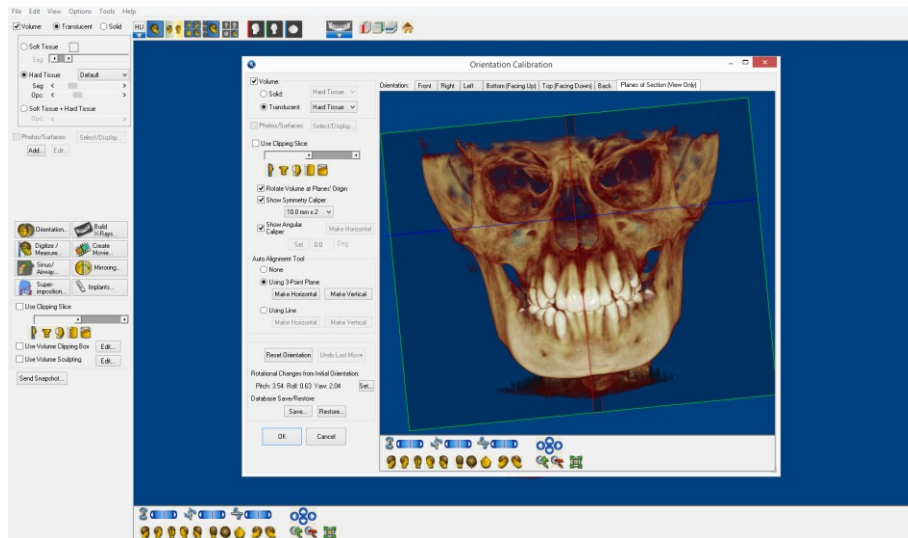 File Edit View Options Tools Help
Volume: Translucent Solid
Soft Tissue
Seg:
Hard Tissue Default
Seg:
Opc:
Soft Tissue + Hard Tissue
Opc:
Photos/Surfaces: Select/Display...
Add... Edit...
Orientation... Build X-Rays...
Digitize / Measure... Create Movie...
Sinus/ Airway... Mirroring...
Super-imposition... Implants...
Use Clipping Slice
Use Volume Clipping Box Edit...
Use Volume Sculpting Edit...
Send Snapshot...
HU
Orientation Calibration
Volume:
Solid: Hard Tissue
Translucent Hard Tissue
Photos/Surfaces: Select/Display...
Use Clipping Slice:
Rotate Volume at Planes' Origin
Show Symmetry Caliper
10.0 mm x 2
Show Angular Caliper: Make Horizontal
Set 0.0 Deg
Auto Alignment Tool
None
Using 3 Point Plane
Make Horizontal Make Vertical
Using Line
Make Horizontal Make Vertical
Reset Orientation Undo Last Move
Rotational Changes from Initial Orientation:
Pitch: 3.54 Roll: 0.63 Yaw: 2.04 Set...
Database Save/Restore:
Save... Restore...
OK Cancel
Orientation: Front Right Left Bottom (Facing Up) Top (Facing Down) Back Planes of Section (View Only)